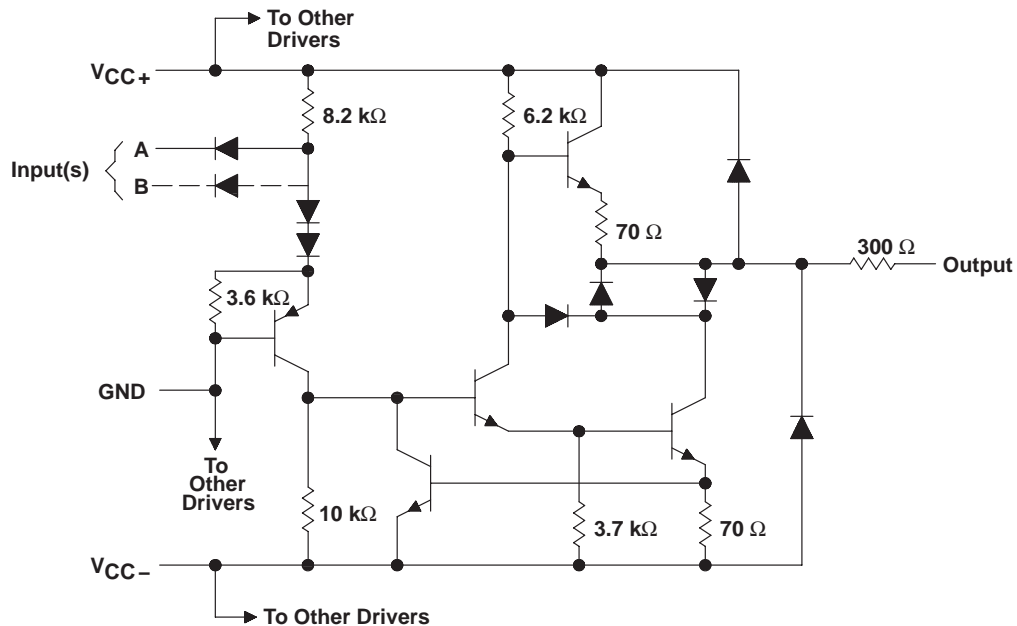 To Other
Drivers
VCC+
8.2 kΩ
6.2 kΩ
A
Input(s)
B
70 Ω
300 Ω
Output
3.6 kΩ
GND
To
Other
Drivers
10 kΩ
3.7 kΩ
70 Ω
VCC−
To Other Drivers